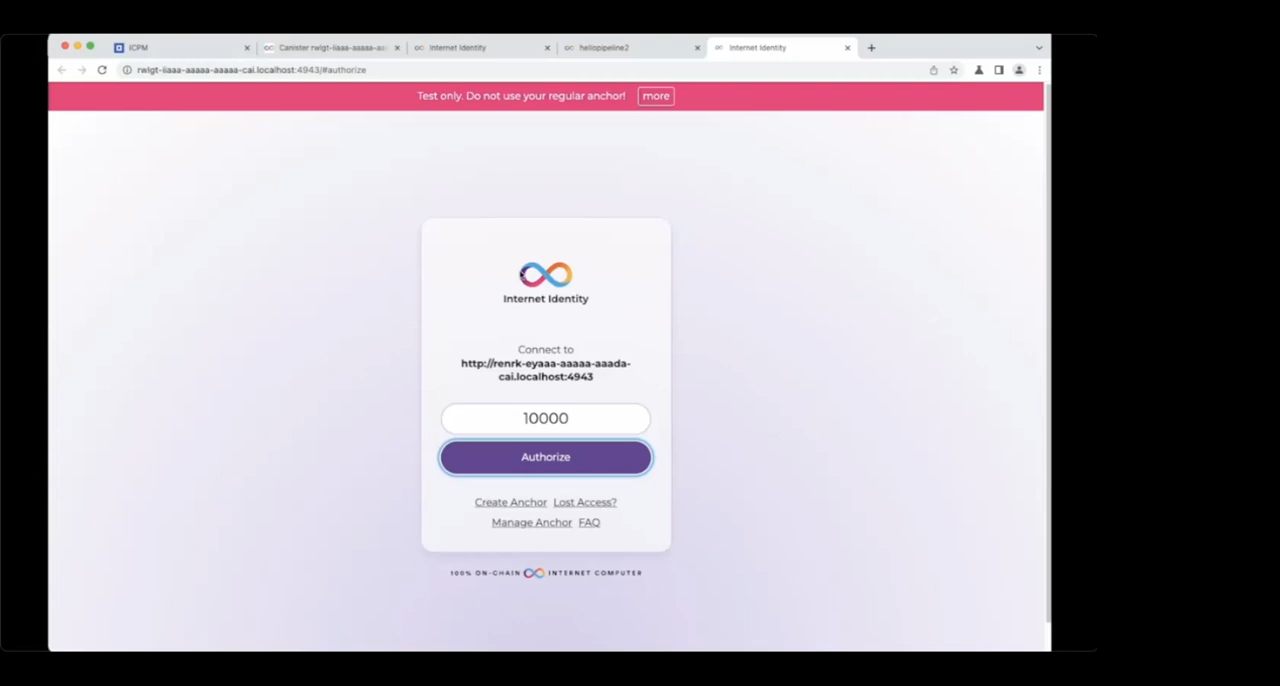 ICPM
Canister rwlgt-iiaaa-aaaaa-aaa
Internet Identity
hellopipeline2
Internet Identity
rwlgt-iiaaa-aaaaa-aaaaa-cai.localhost:4943/#authorize
Test only. Do not use your regular anchor! more
Internet Identity
Connect to
http://renrk-eyaaa-aaaaa-aaada-
cai.localhost:4943
10000
Authorize
Create Anchor Lost Access?
Manage Anchor FAQ
100% ON-CHAIN INTERNET COMPUTER